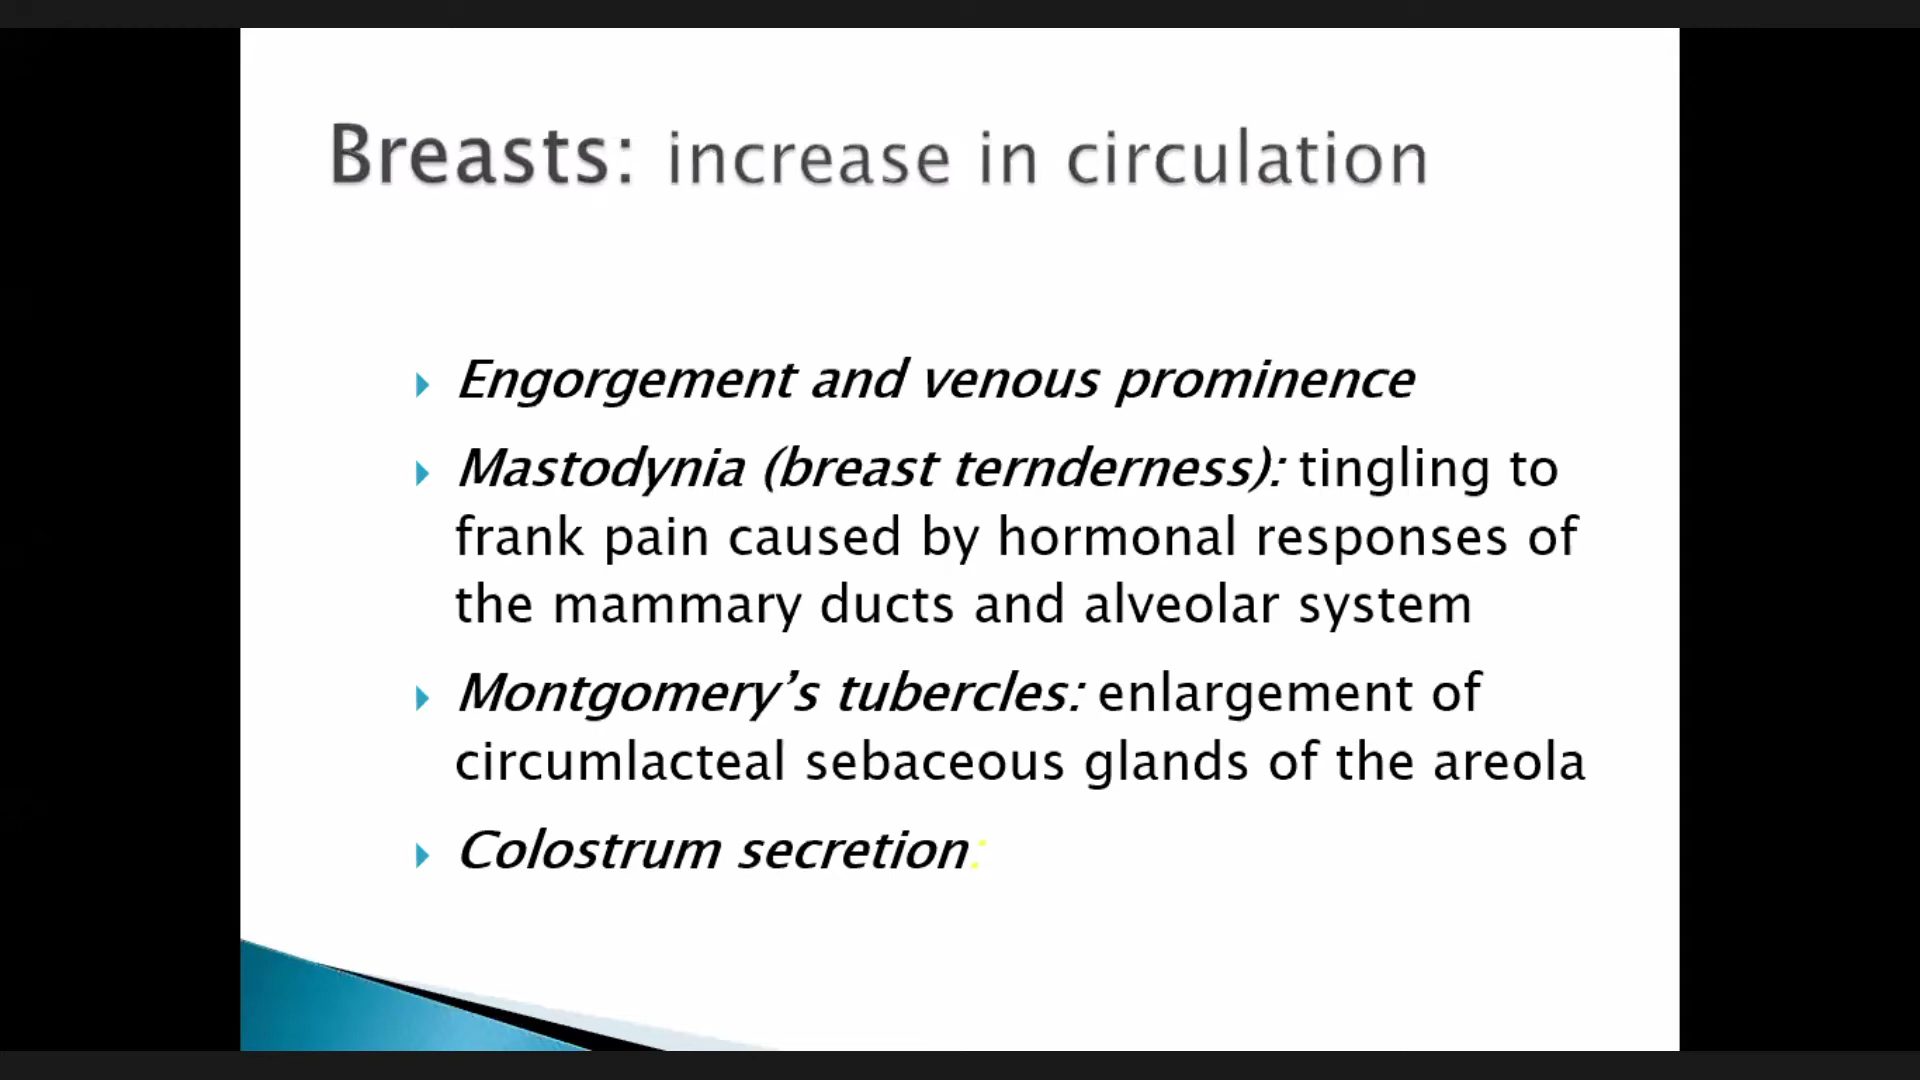 Breasts: increase in circulation
Engorgement and venous prominence
Mastodynia (breast ternderness): tingling to
frank pain caused by hormonal responses of
the mammary ducts and alveolar system
Montgomery’s tubercles: enlargement of
circumlacteal sebaceous glands of the areola
Colostrum secretion: